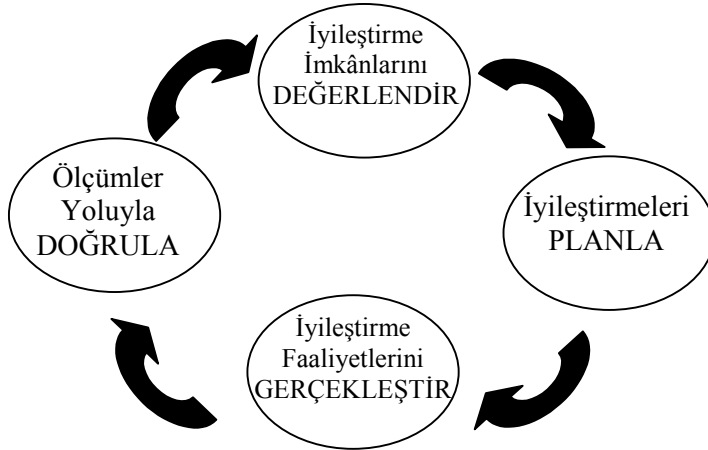 İyileştirme
İmkânlarını
DEĞERLENDİR
İyileştirmeleri
PLANLA
İyileştirme
Faaliyetlerini
GERÇEKLEŞTİR
Ölçümler
Yoluyla
DOĞRULA